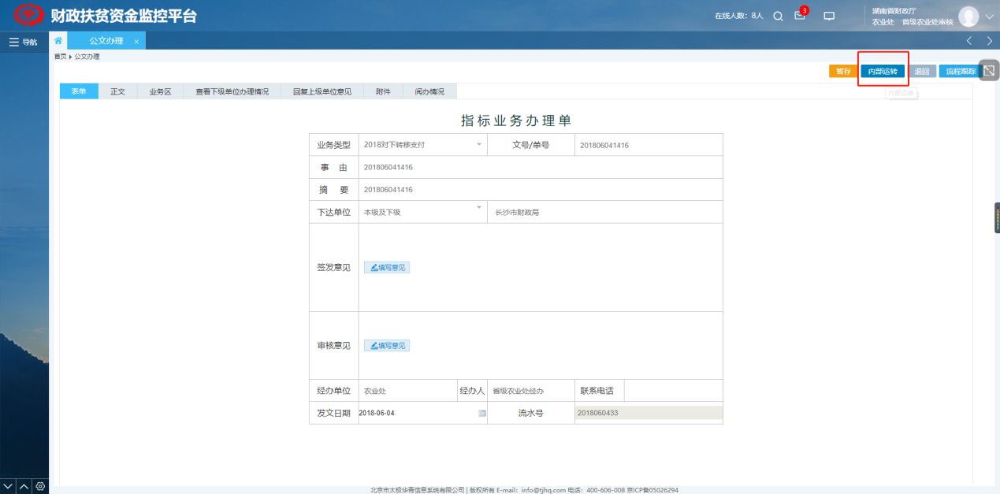 财政扶贫资金监控平台
在线人数：8人
3
湖南省财政厅
农业处 省级农业处审核
导航
公文办理 ×
首页 公文办理
暂存 内部运转 退回 流程跟踪
内部运转
表单 正文 业务区 查看下级单位办理情况 回复上级单位意见 附件 阅办情况
指标业务办理单
业务类型 2018对下转移支付 文号/单号 201806041416
事 由 201806041416
摘 要 201806041416
下达单位 本级及下级 长沙市财政局
签发意见 填写意见
审核意见 填写意见
经办单位 农业处 经办人 省级农业处经办 联系电话
发文日期 2018-06-04 流水号 2018060433
北京市太极华青信息系统有限公司 | 版权所有 E-mail：info@tjhq.com 电话：400-606-008 京ICP备05026294